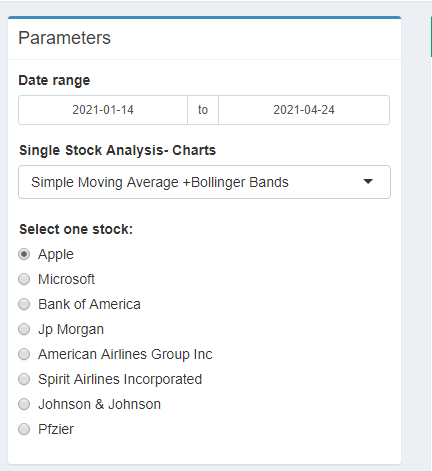 Parameters
Date range
2021-01-14 to 2021-04-24
Single Stock Analysis- Charts
Simple Moving Average +Bollinger Bands
Select one stock:
Apple
Microsoft
Bank of America
Jp Morgan
American Airlines Group Inc
Spirit Airlines Incorporated
Johnson & Johnson
Pfzier